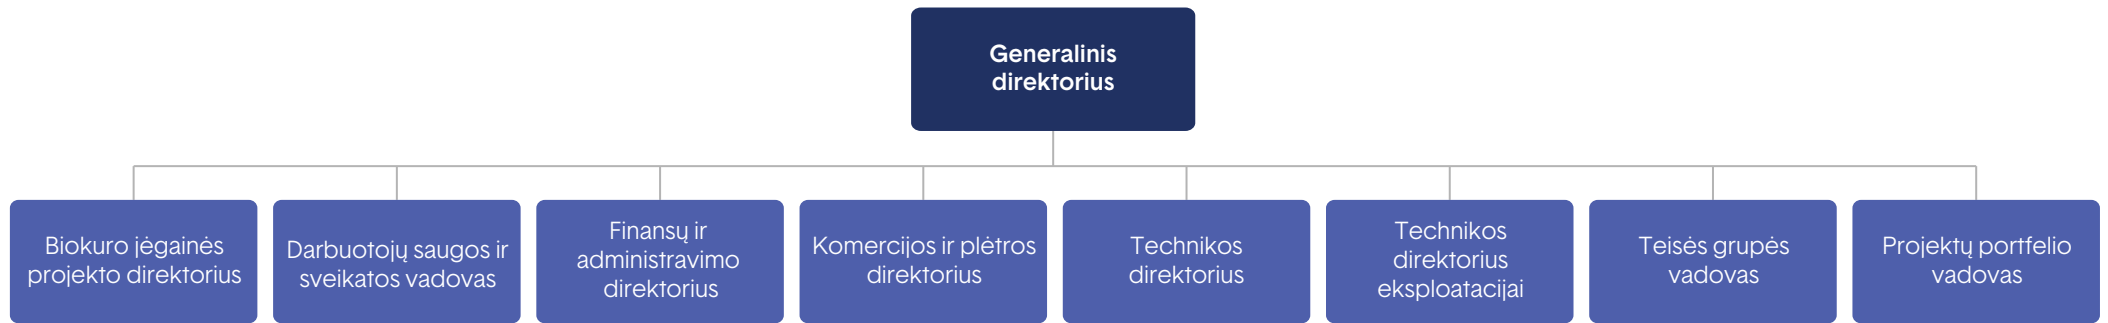 Generalinis
direktorius
Biokuro jėgainės
projekto direktorius
Darbuotojų saugos ir
sveikatos vadovas
Finansų ir
administravimo
direktorius
Komercijos ir plėtros
direktorius
Technikos
direktorius
Technikos
direktorius
eksploatacijai
Teisės grupės
vadovas
Projektų portfelio
vadovas